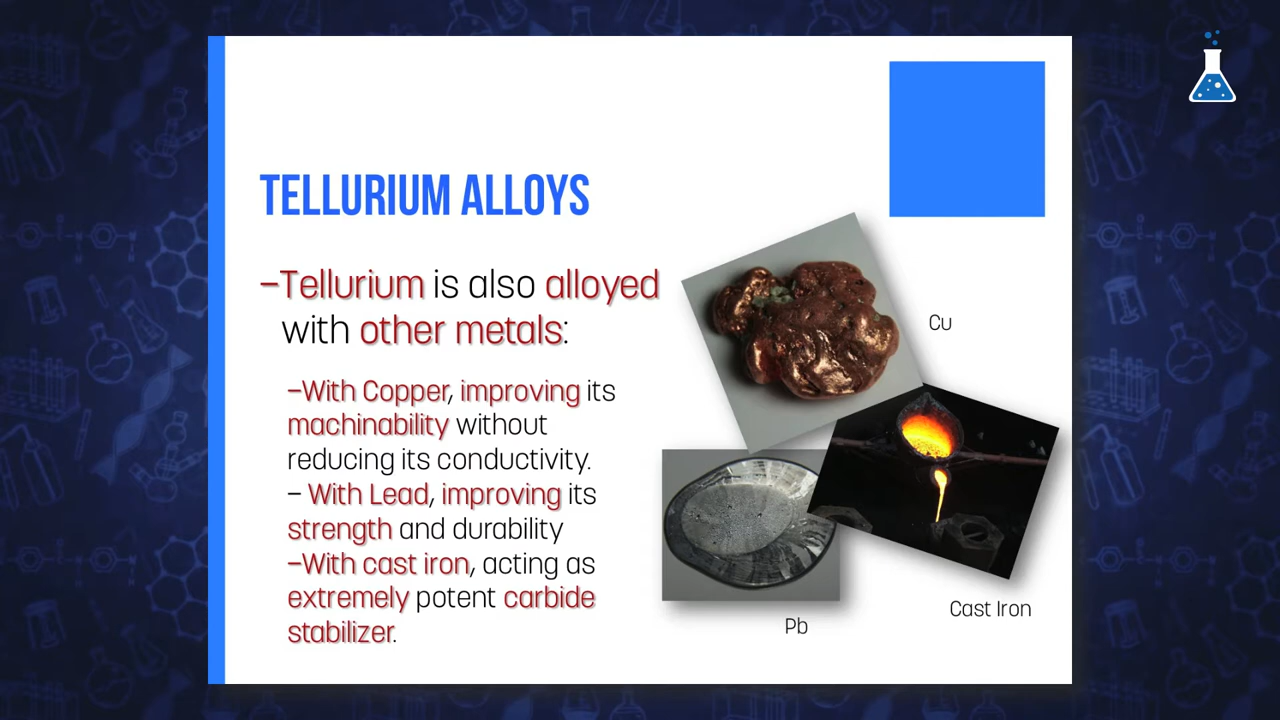 TELLURIUM ALLOYS
–Tellurium is also alloyed
with other metals:
–With Copper, improving its
machinability without
reducing its conductivity.
– With Lead, improving its
strength and durability
–With cast iron, acting as
extremely potent carbide
stabilizer.
Cu
Cast Iron
Pb